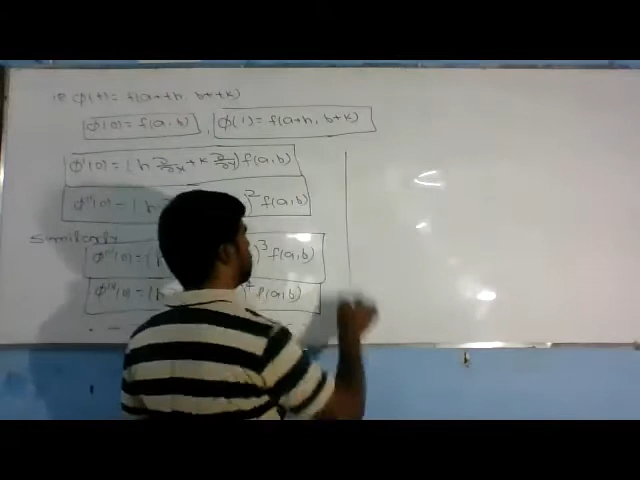 if φ(t) = f(a+th, b+tk)
φ(0) = f(a,b) , φ(1) = f(a+h, b+k)
φ'(0) = (h ∂/∂x + k ∂/∂y) f(a,b)
φ''(0) = (h )² f(a,b)
Similarly
φ'''(0) = (h )³ f(a,b)
φ^iv(0) = (h )⁴ f(a,b)